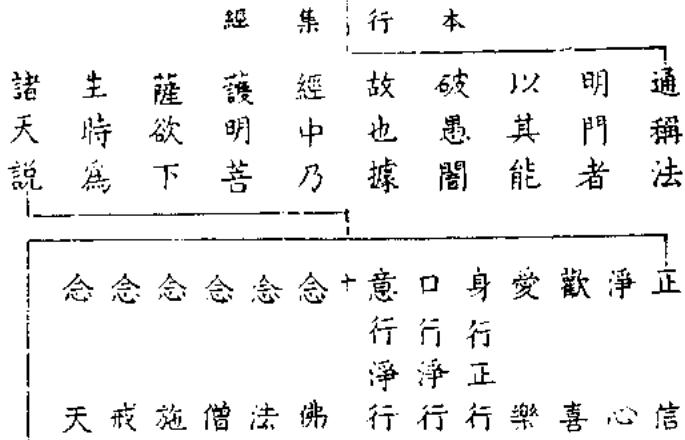 本行集經
通稱法
明門者
以其能
破愚闇
故也據
經中乃
護明菩
薩欲下
生時為
諸天説
正信
淨心
歡喜
愛樂
身行正行
口行淨行
意行淨行
十
念佛
念法
念僧
念施
念戒
念天